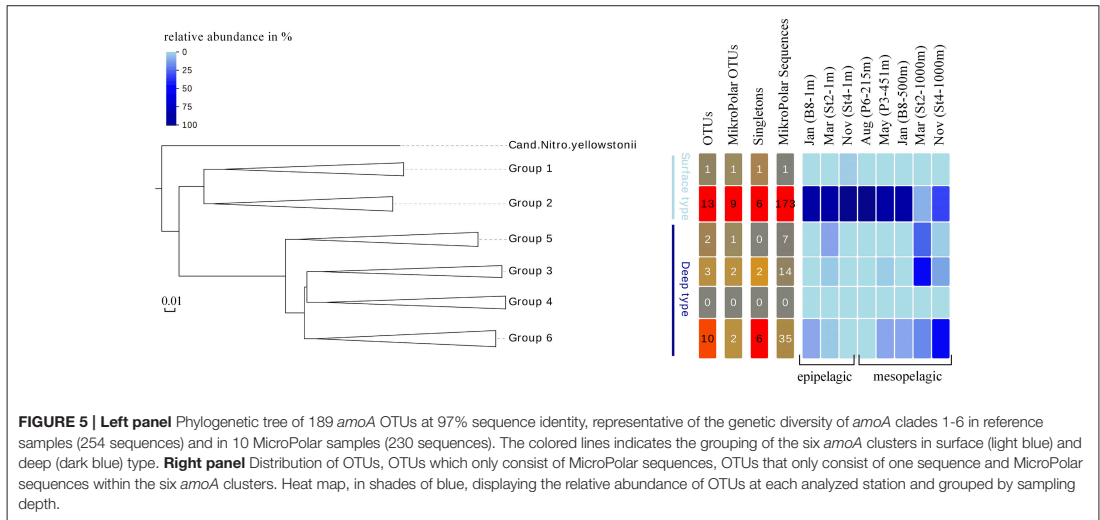 relative abundance in %
0
25
50
75
100
OTUs
MikroPolar OTUs
Singletons
MikroPolar Sequences
Jan (B8-1m)
Mar (St2-1m)
Nov (St4-1m)
Aug (P6-215m)
May (P3-451m)
Jan (B8-500m)
Mar (St2-1000m)
Nov (St4-1000m)
Cand.Nitro.yellowstonii
Group 1
Group 2
Group 5
Group 3
Group 4
Group 6
0.01
Surface type
Deep type
1 1 1 1
13 9 6 173
2 1 0 7
3 2 2 14
0 0 0 0
10 2 6 35
epipelagic mesopelagic
FIGURE 5 | Left panel Phylogenetic tree of 189 amoA OTUs at 97% sequence identity, representative of the genetic diversity of amoA clades 1-6 in reference
samples (254 sequences) and in 10 MicroPolar samples (230 sequences). The colored lines indicates the grouping of the six amoA clusters in surface (light blue) and
deep (dark blue) type. Right panel Distribution of OTUs, OTUs which only consist of MicroPolar sequences, OTUs that only consist of one sequence and MicroPolar
sequences within the six amoA clusters. Heat map, in shades of blue, displaying the relative abundance of OTUs at each analyzed station and grouped by sampling
depth.